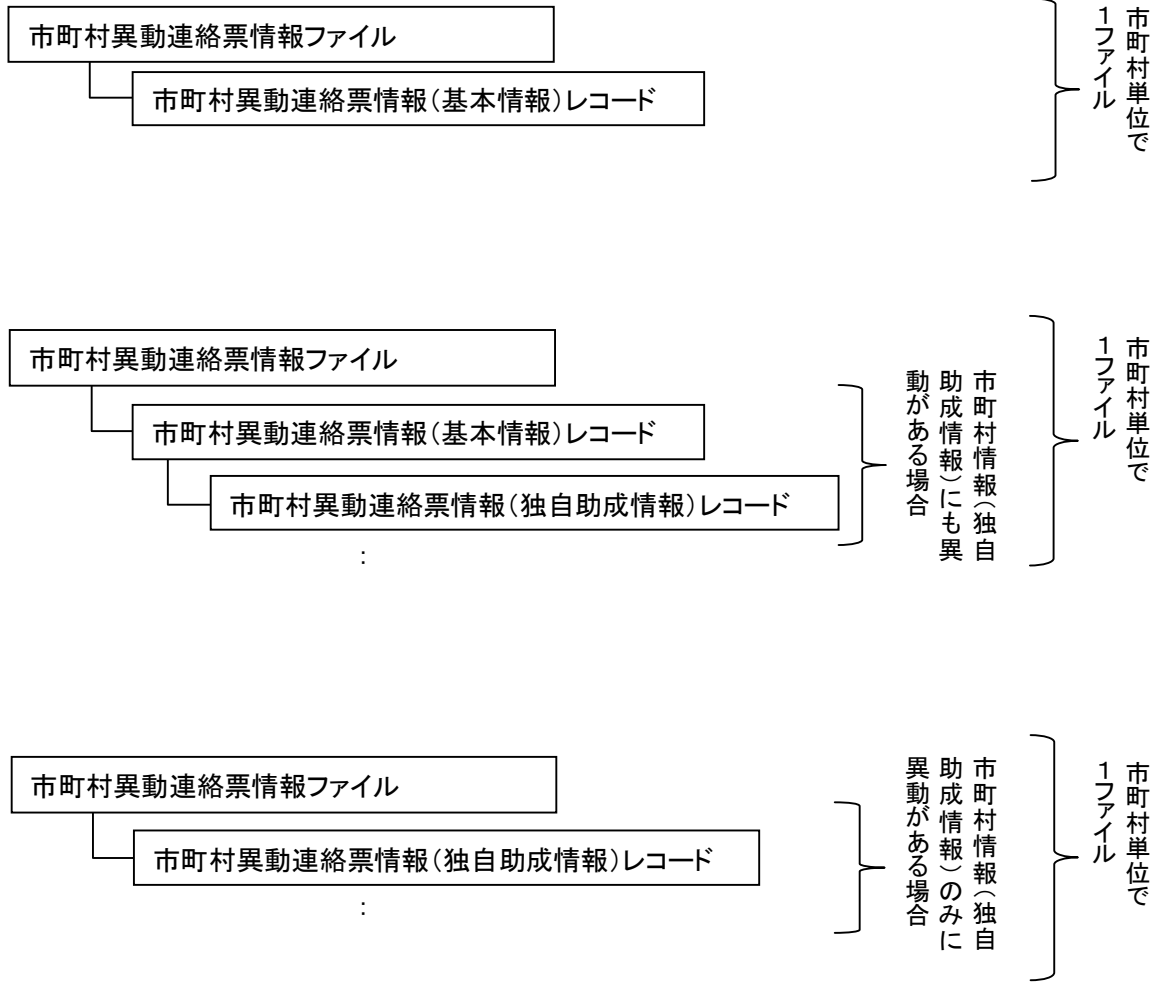 市町村異動連絡票情報ファイル
市町村異動連絡票情報（基本情報）レコード
市町村単位で
１ファイル
市町村異動連絡票情報ファイル
市町村異動連絡票情報（基本情報）レコード
市町村異動連絡票情報（独自助成情報）レコード
：
市町村情報（独自
助成情報）にも異
動がある場合
市町村単位で
１ファイル
市町村異動連絡票情報ファイル
市町村異動連絡票情報（独自助成情報）レコード
：
市町村情報（独自
助成情報）のみに
異動がある場合
市町村単位で
１ファイル